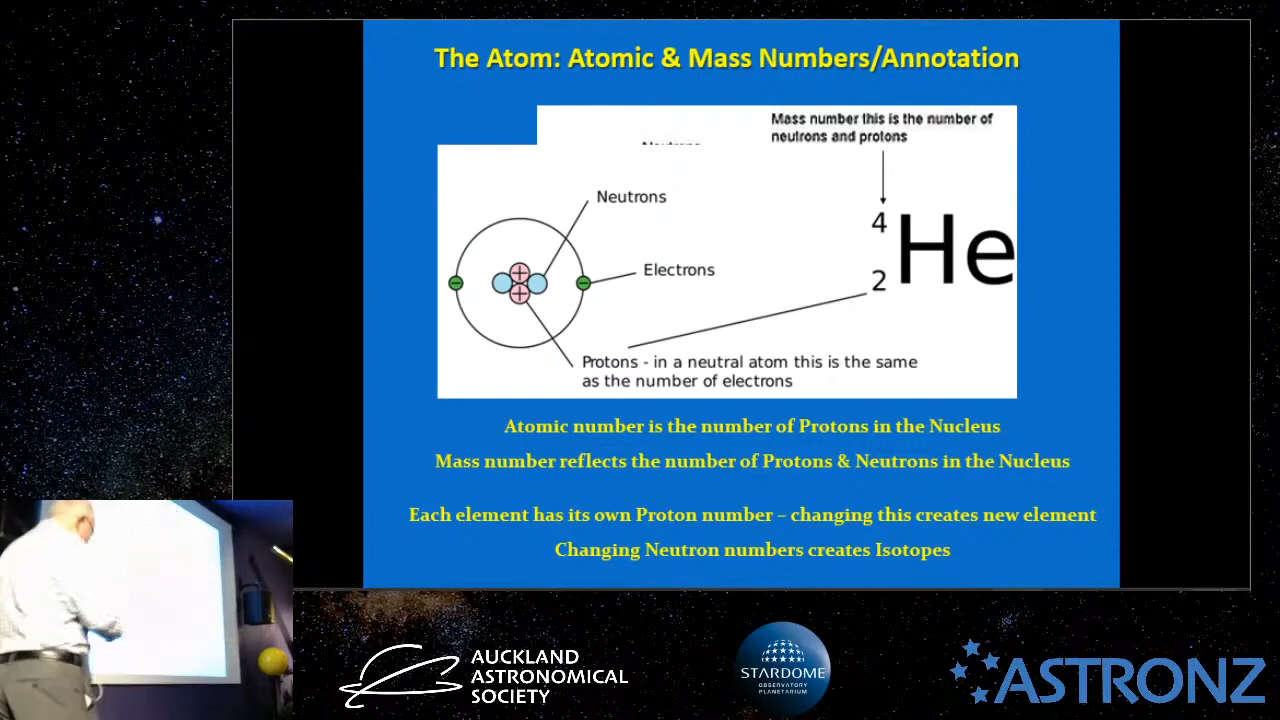 The Atom: Atomic & Mass Numbers/Annotation
Mass number this is the number of
neutrons and protons
Neutrons
Neutrons
4
He
2
Electrons
Protons - in a neutral atom this is the same
as the number of electrons
Atomic number is the number of Protons in the Nucleus
Mass number reflects the number of Protons & Neutrons in the Nucleus
Each element has its own Proton number – changing this creates new element
Changing Neutron numbers creates Isotopes
AUCKLAND
ASTRONOMICAL
SOCIETY
STARDOME
OBSERVATORY
PLANETARIUM
ASTRONZ